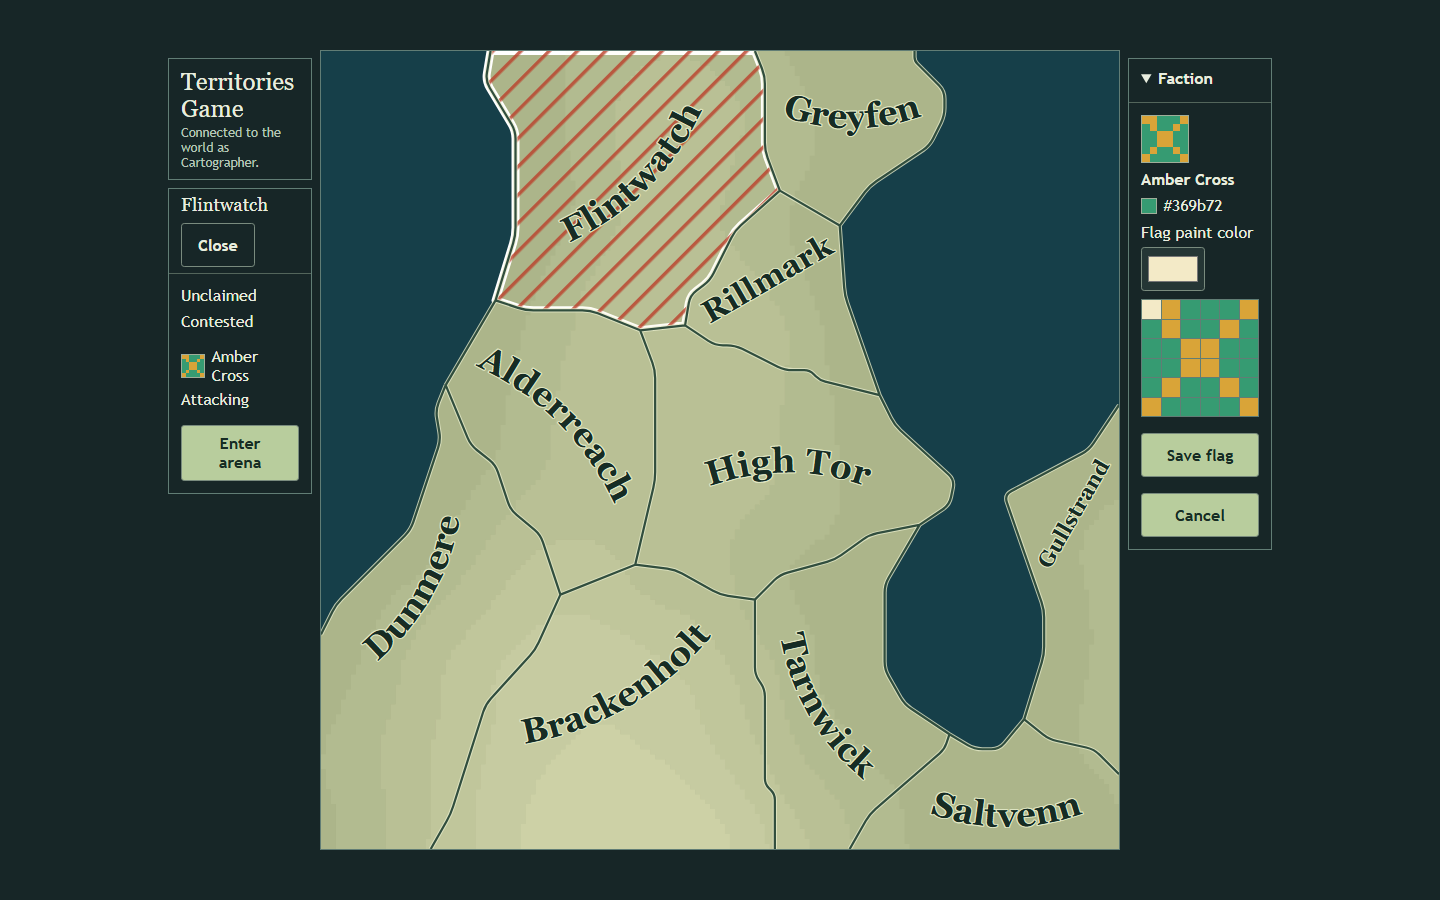 Territories
Game
Connected to the
world as
Cartographer.
Flintwatch
Close
Unclaimed
Contested
Amber
Cross
Attacking
Enter
arena
Flintwatch
Greyfen
Rillmark
Alderreach
High Tor
Gullstrand
Dunmere
Brackenholt
Tarnwick
Saltvenn
▼ Faction
Amber Cross
#369b72
Flag paint color
Save flag
Cancel